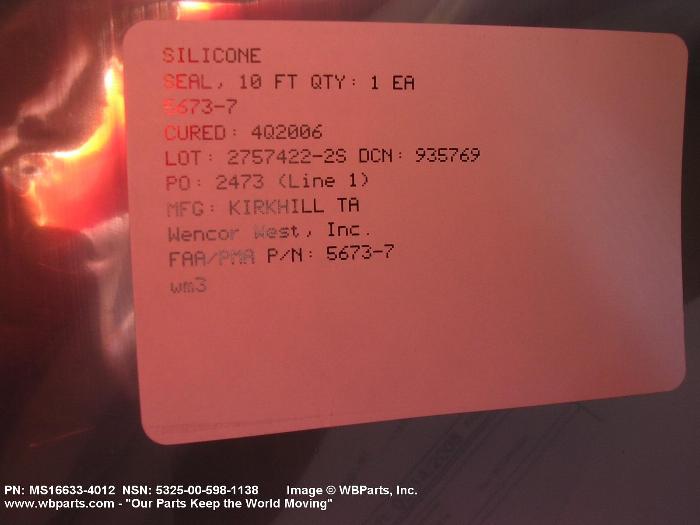 SILICONE
SEAL, 10 FT QTY: 1 EA
5673-7
CURED: 4Q2006
LOT: 2757422-2S DCN: 935769
PO: 2473 (Line 1)
MFG: KIRKHILL TA
Wencor West, Inc.
FAA/PMA P/N: 5673-7
wm3
PN: MS16633-4012 NSN: 5325-00-598-1138 Image © WBParts, Inc.
www.wbparts.com - "Our Parts Keep the World Moving"